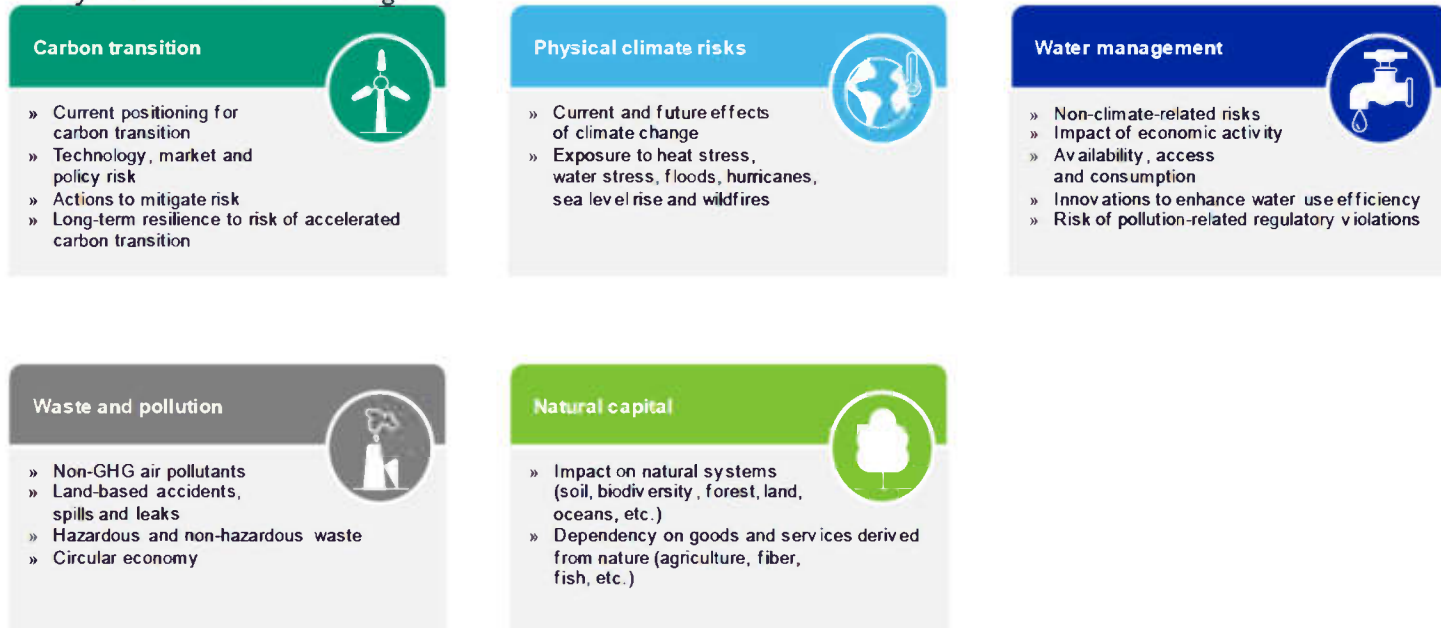 Carbon transition
» Current positioning for
carbon transition
» Technology, market and
policy risk
» Actions to mitigate risk
» Long-term resilience to risk of accelerated
carbon transition
Physical climate risks
» Current and future effects
of climate change
» Exposure to heat stress,
water stress, floods, hurricanes,
sea level rise and wildfires
Water management
» Non-climate-related risks
» Impact of economic activity
» Availability, access
and consumption
» Innovations to enhance water use efficiency
» Risk of pollution-related regulatory violations
Waste and pollution
» Non-GHG air pollutants
» Land-based accidents,
spills and leaks
» Hazardous and non-hazardous waste
» Circular economy
Natural capital
» Impact on natural systems
(soil, biodiversity, forest, land,
oceans, etc.)
» Dependency on goods and services derived
from nature (agriculture, fiber,
fish, etc.)